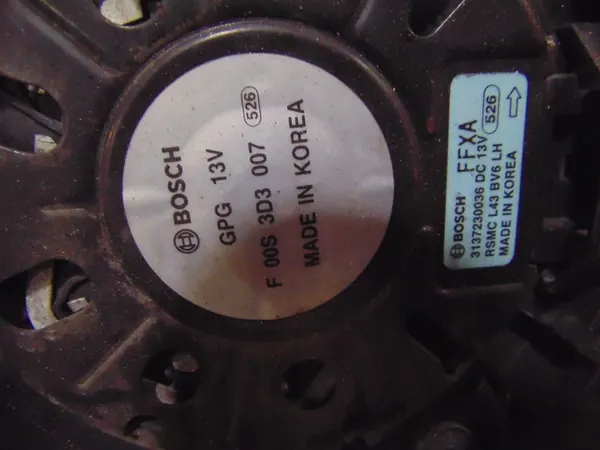 BOSCH
GPG 13V
F 00S 3D3 007 526
MADE IN KOREA
BOSCH FFXA
3137230036 DC 13V 526
RSMC L43 BV6 LH
MADE IN KOREA